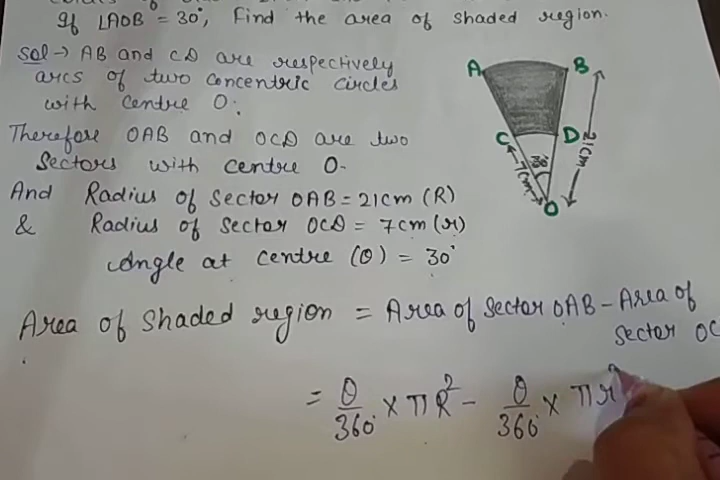 If ∠AOB = 30°, Find the area of shaded region.
Sol → AB and CD are respectively
arcs of two concentric circles
with centre O.
Therefore OAB and OCD are two
Sectors with centre O.
And Radius of Sector OAB = 21cm (R)
& Radius of Sector OCD = 7cm (r)
Angle at centre (θ) = 30°
A
B
C
D
O
30°
7cm
21cm
Area of shaded region = Area of Sector OAB - Area of
sector OC
= θ/360° × πR² - θ/360° × πr²